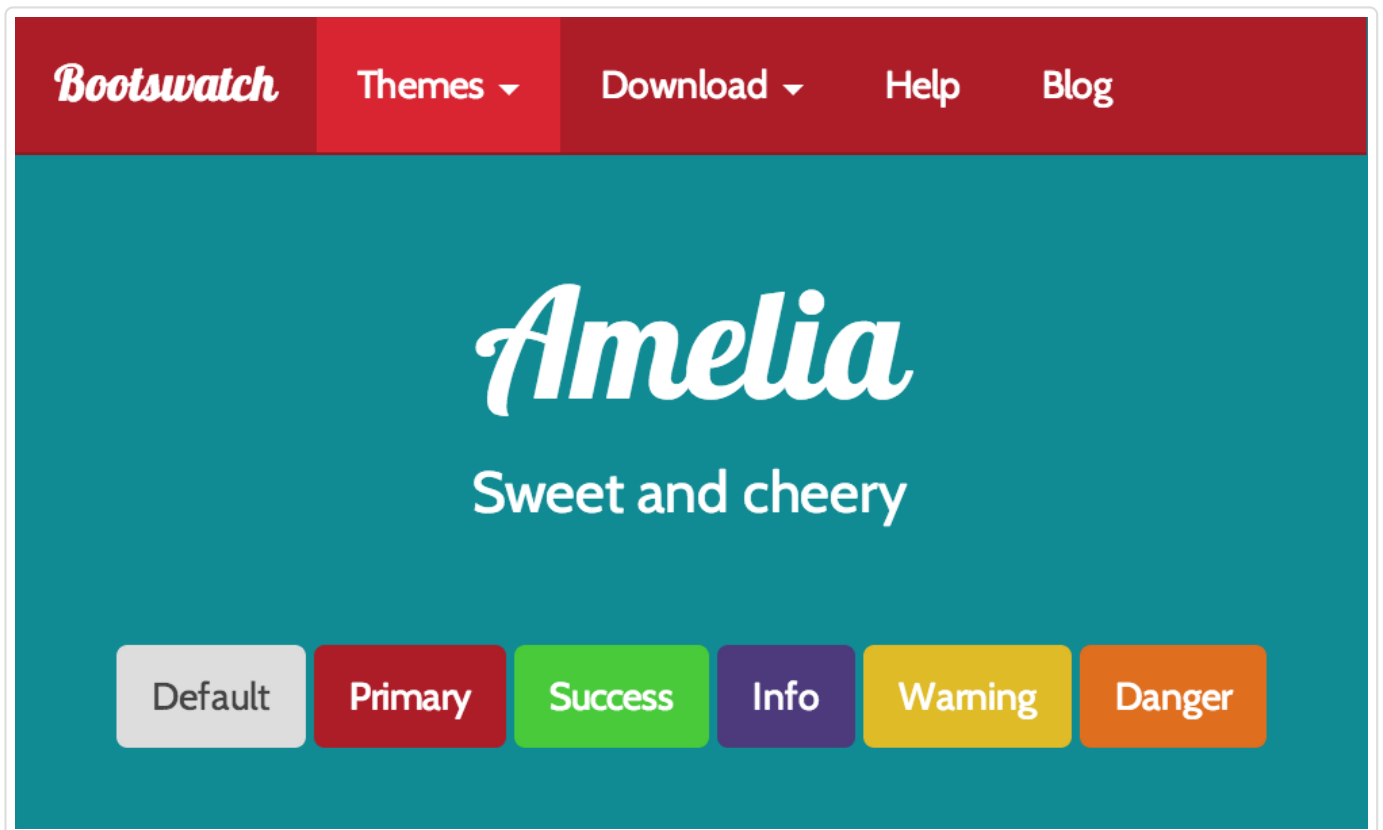 Bootswatch Themes Download Help Blog
Amelia
Sweet and cheery
Default Primary Success Info Warning Danger